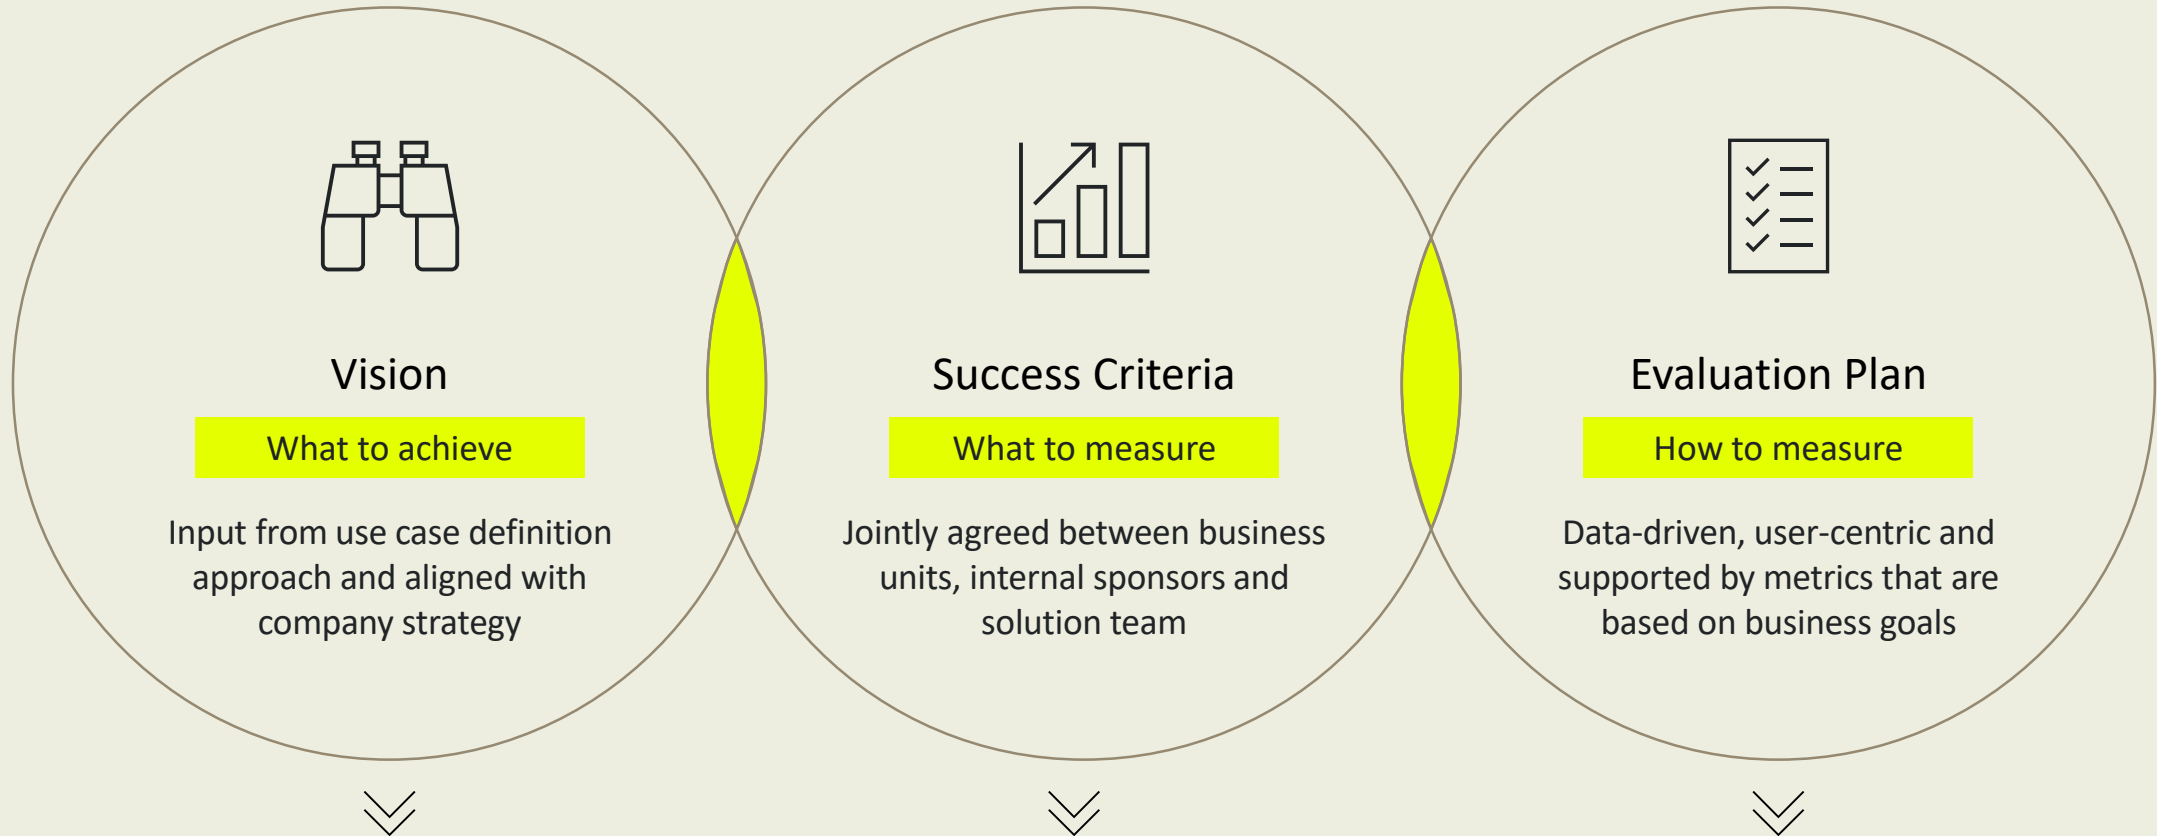 Vision
What to achieve
Input from use case definition
approach and aligned with
company strategy
Success Criteria
What to measure
Jointly agreed between business
units, internal sponsors and
solution team
Evaluation Plan
How to measure
Data-driven, user-centric and
supported by metrics that are
based on business goals